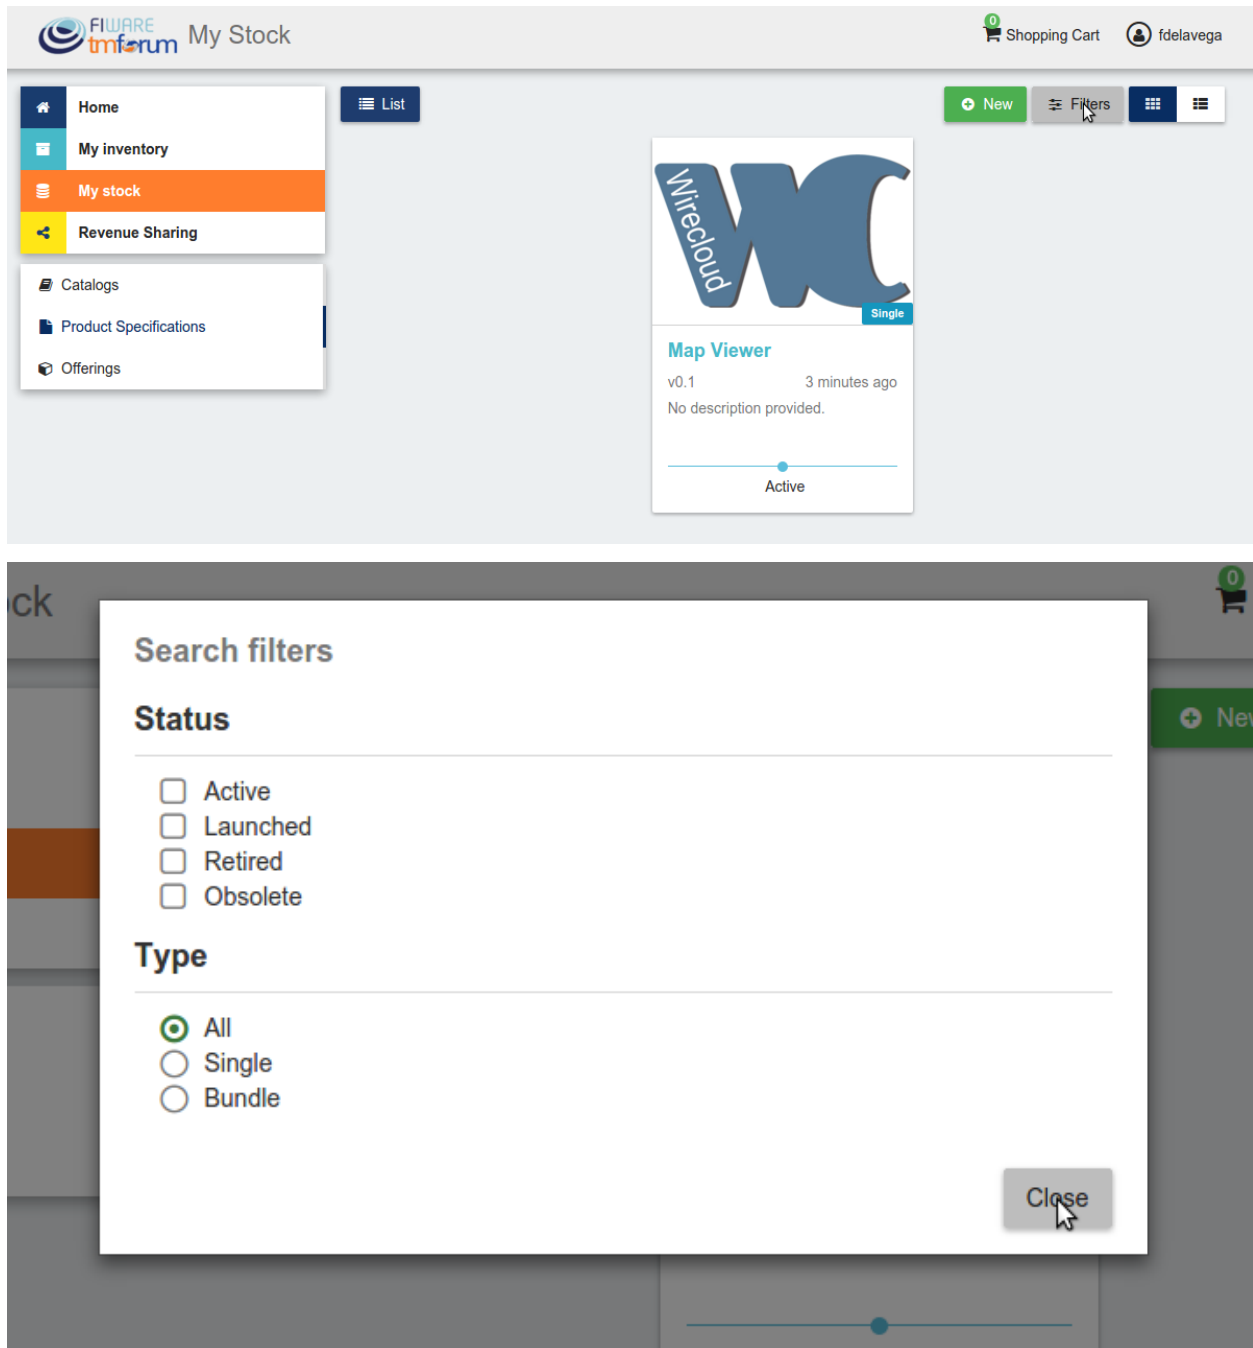 FIWARE
tmforum
My Stock
0
Shopping Cart
fdelavega
Home
My inventory
My stock
Revenue Sharing
Catalogs
Product Specifications
Offerings
List
New
Filters
Wirecloud
WC
Single
Map Viewer
v0.1 3 minutes ago
No description provided.
Active
ck
0
Search filters
Status
Active
Launched
Retired
Obsolete
Type
All
Single
Bundle
Close
New